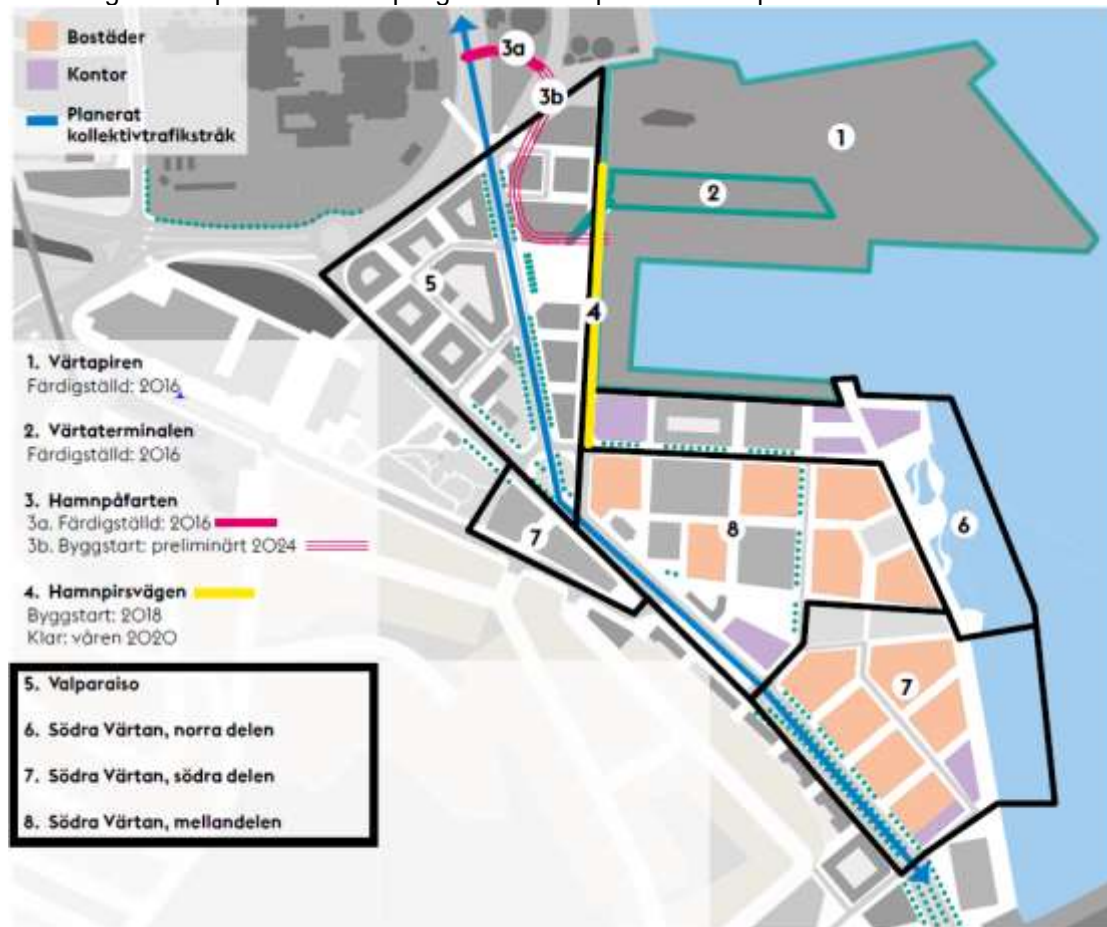 Bostäder
Kontor
Planerat
kollektivtrafikstråk
3a
3b
1
2
5
4
1. Värtapiren
Färdigställd: 2016
2. Värtaterminalen
Färdigställd: 2016
3. Hamnpåfarten
3a. Färdigställd: 2016
3b. Byggstart: preliminärt 2024
4. Hamnpirsvägen
Byggstart: 2018
Klar: våren 2020
7
8
6
7
5. Valparaiso
6. Södra Värtan, norra delen
7. Södra Värtan, södra delen
8. Södra Värtan, mellandelen